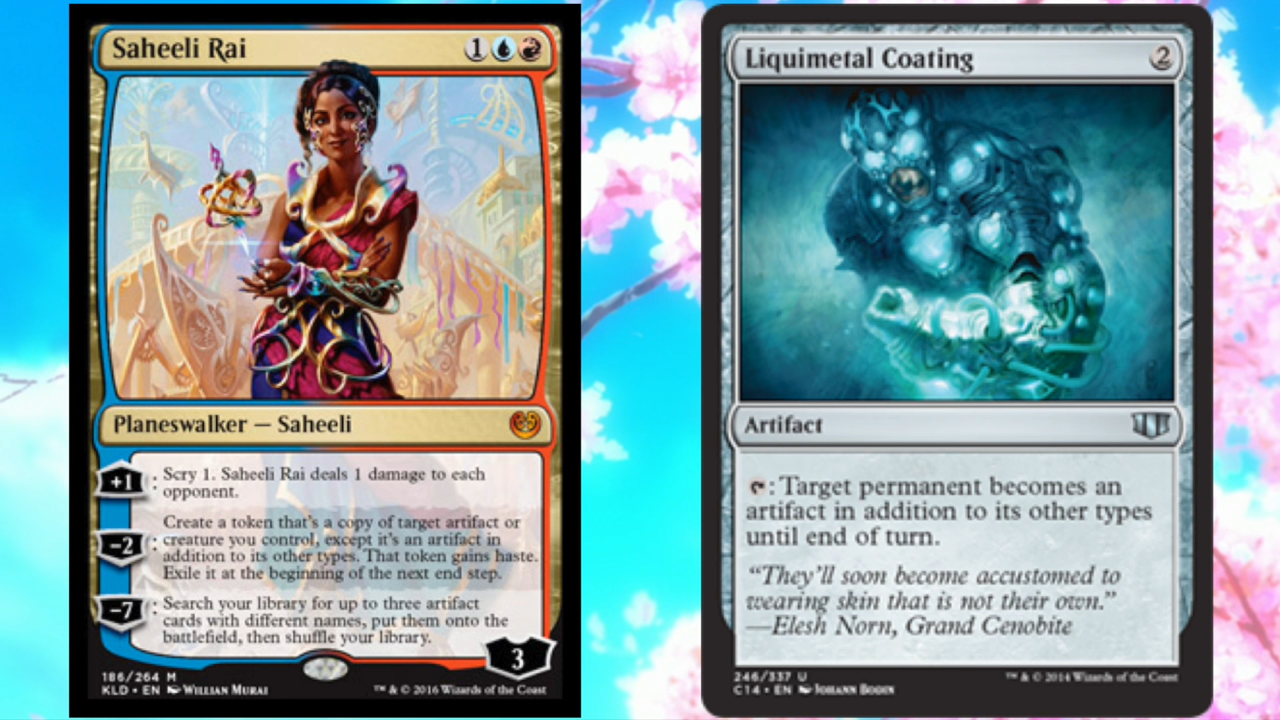 Saheeli Rai 1
Planeswalker — Saheeli
+1 : Scry 1. Saheeli Rai deals 1 damage to each
opponent.
Create a token that's a copy of target artifact or
-2 : creature you control, except it's an artifact in
addition to its other types. That token gains haste.
Exile it at the beginning of the next end step.
-7 : Search your library for up to three artifact
cards with different names, put them onto the
battlefield, then shuffle your library.
3
186/264 M
KLD • EN Willian Murai
™ & © 2016 Wizards of the Coast
Liquimetal Coating 2
Artifact
: Target permanent becomes an
artifact in addition to its other types
until end of turn.
"They'll soon become accustomed to
wearing skin that is not their own."
—Elesh Norn, Grand Cenobite
246/337 U
C14 • EN Johann Bodin
™ & © 2014 Wizards of the Coast